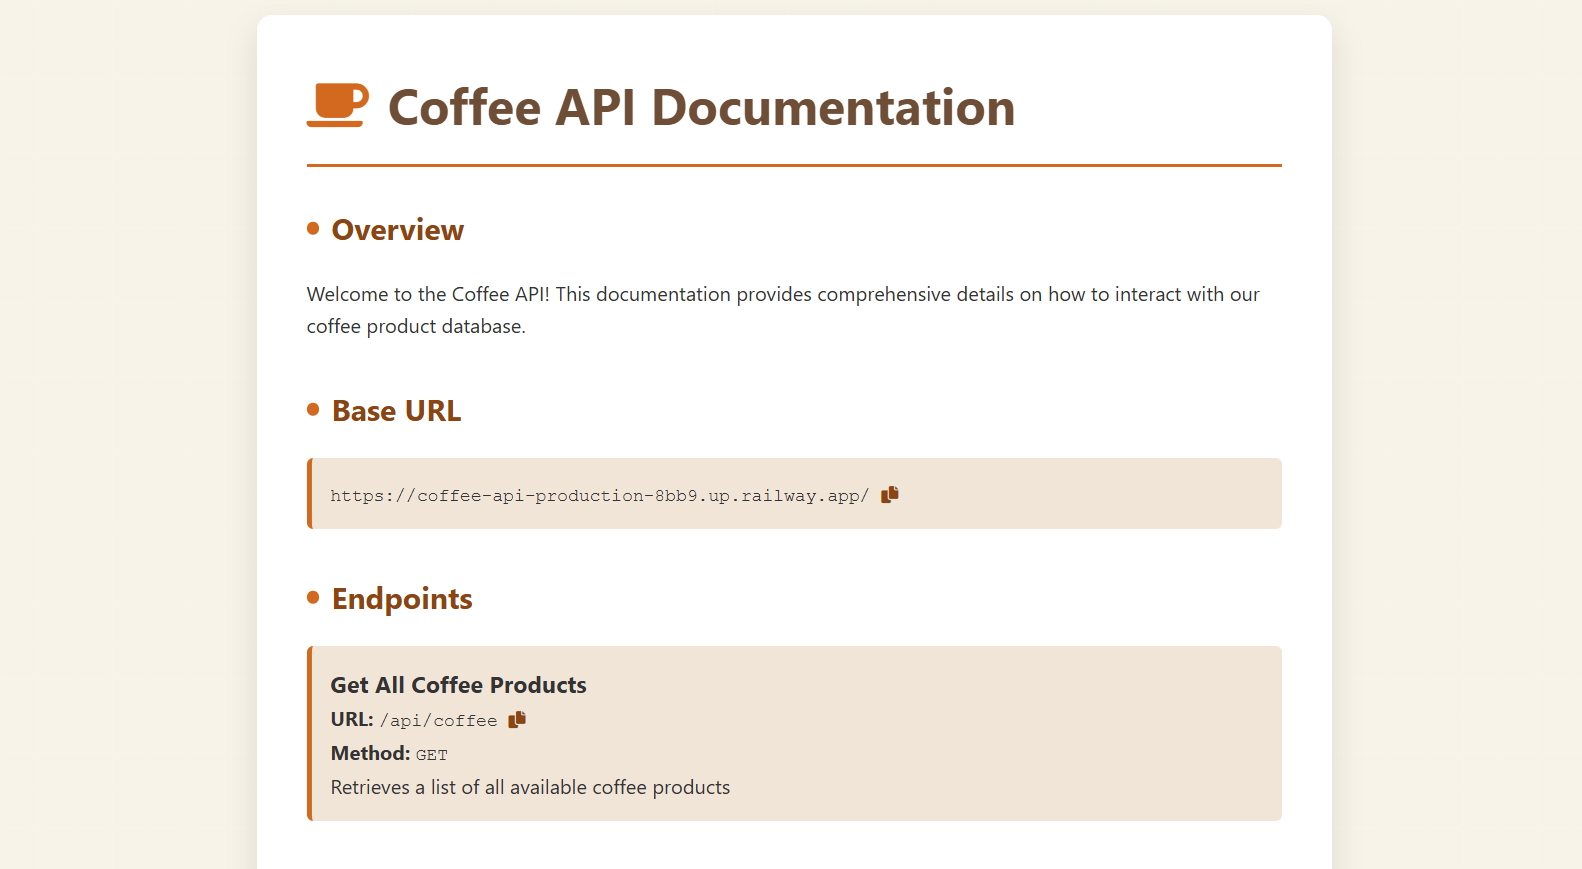 Coffee API Documentation
Overview
Welcome to the Coffee API! This documentation provides comprehensive details on how to interact with our
coffee product database.
Base URL
https://coffee-api-production-8bb9.up.railway.app/
Endpoints
Get All Coffee Products
URL: /api/coffee
Method: GET
Retrieves a list of all available coffee products